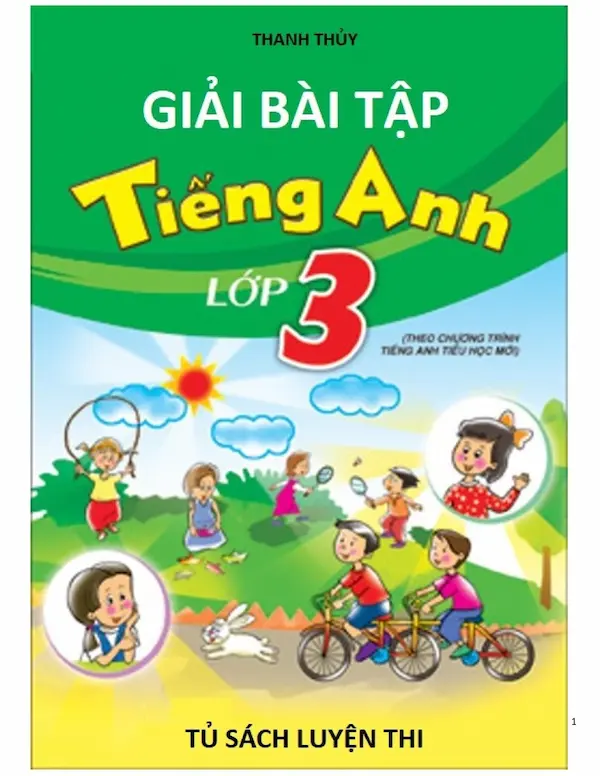 THANH THỦY
GIẢI BÀI TẬP
Tiếng Anh
LỚP 3
(THEO CHƯƠNG TRÌNH
TIẾNG ANH TIỂU HỌC MỚI)
1
TỦ SÁCH LUYỆN THI